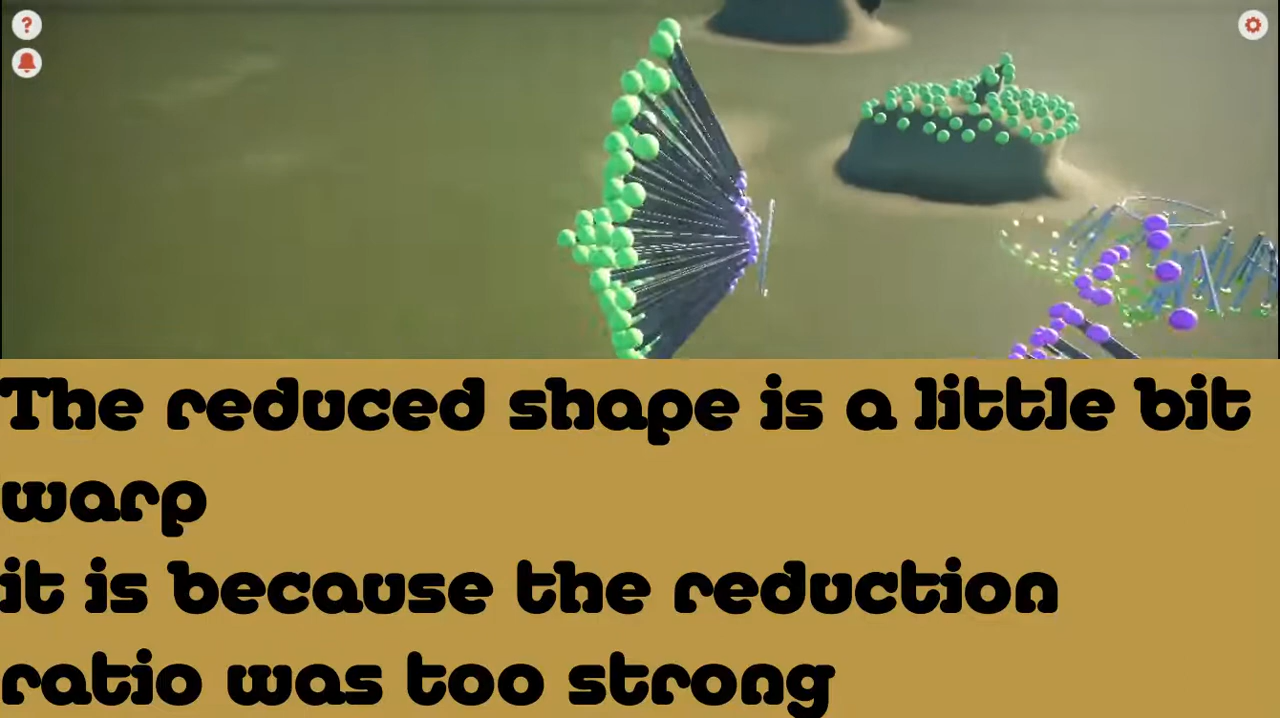 ?
The reduced shape is a little bit
warp
it is because the reduction
ratio was too strong